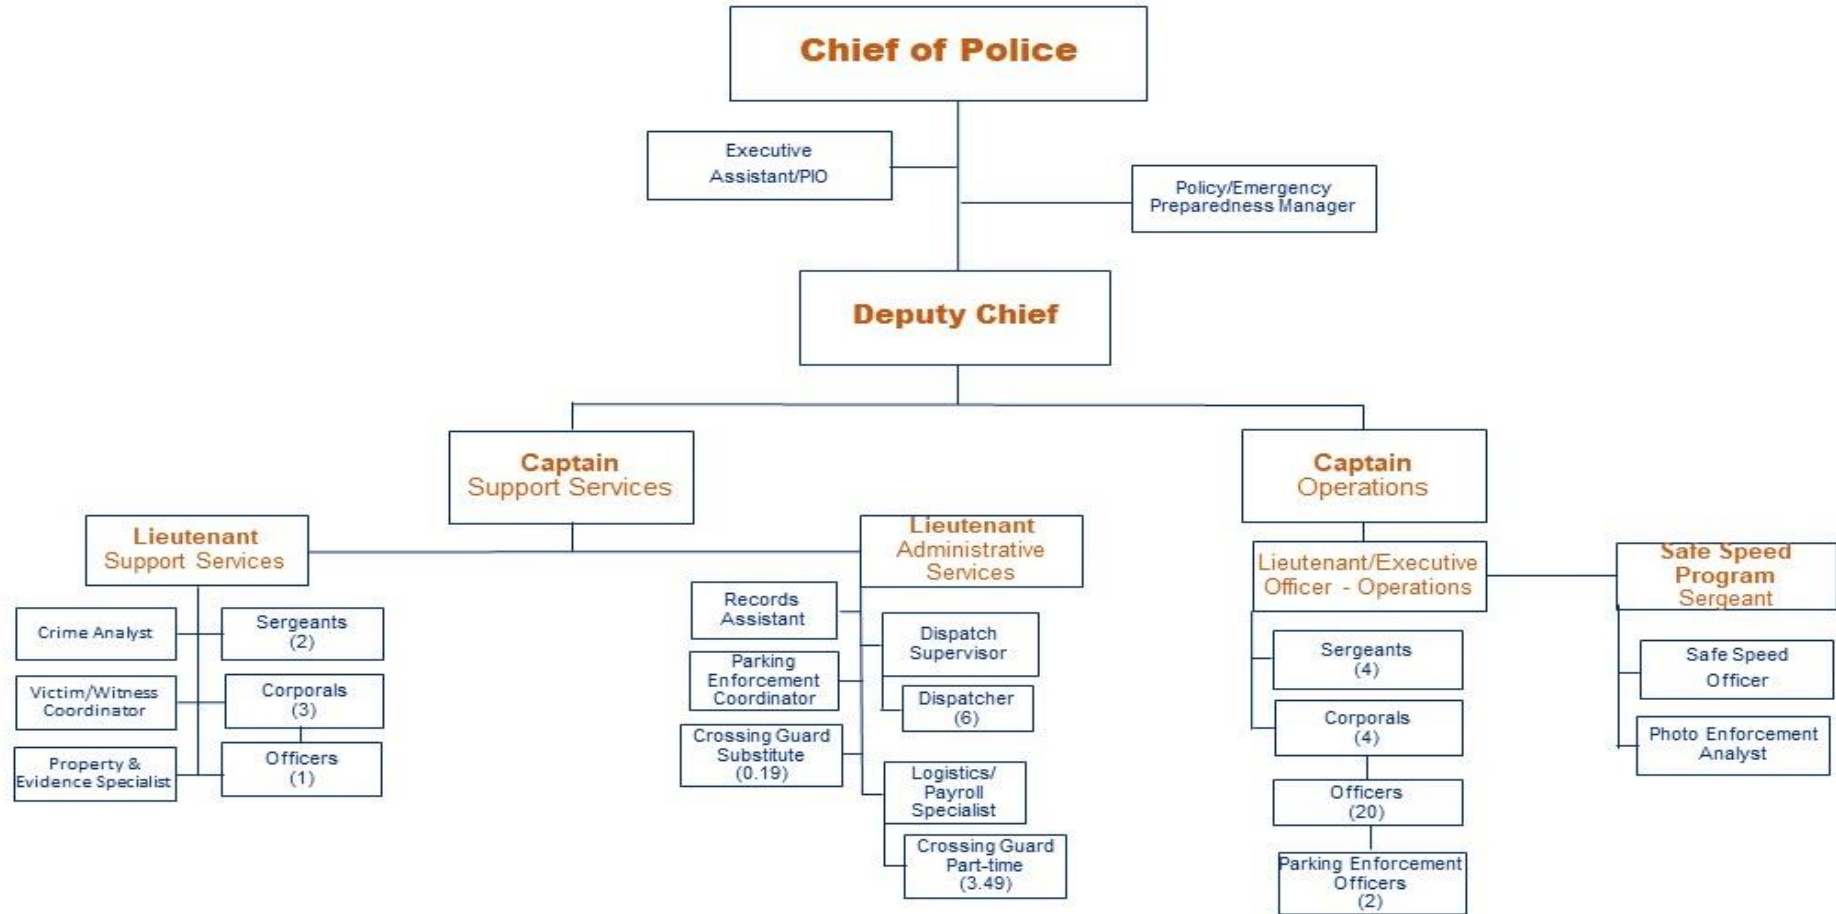 Chief of Police
Executive
Assistant/PIO
Policy/Emergency
Preparedness Manager
Deputy Chief
Captain
Support Services
Captain
Operations
Lieutenant
Support Services
Lieutenant
Administrative
Services
Lieutenant/Executive
Officer - Operations
Safe Speed
Program
Sergeant
Crime Analyst
Sergeants
(2)
Victim/Witness
Coordinator
Corporals
(3)
Property &
Evidence Specialist
Officers
(1)
Records
Assistant
Dispatch
Supervisor
Parking
Enforcement
Coordinator
Dispatcher
(6)
Crossing Guard
Substitute
(0.19)
Logistics/
Payroll
Specialist
Crossing Guard
Part-time
(3.49)
Sergeants
(4)
Corporals
(4)
Officers
(20)
Parking Enforcement
Officers
(2)
Safe Speed
Officer
Photo Enforcement
Analyst